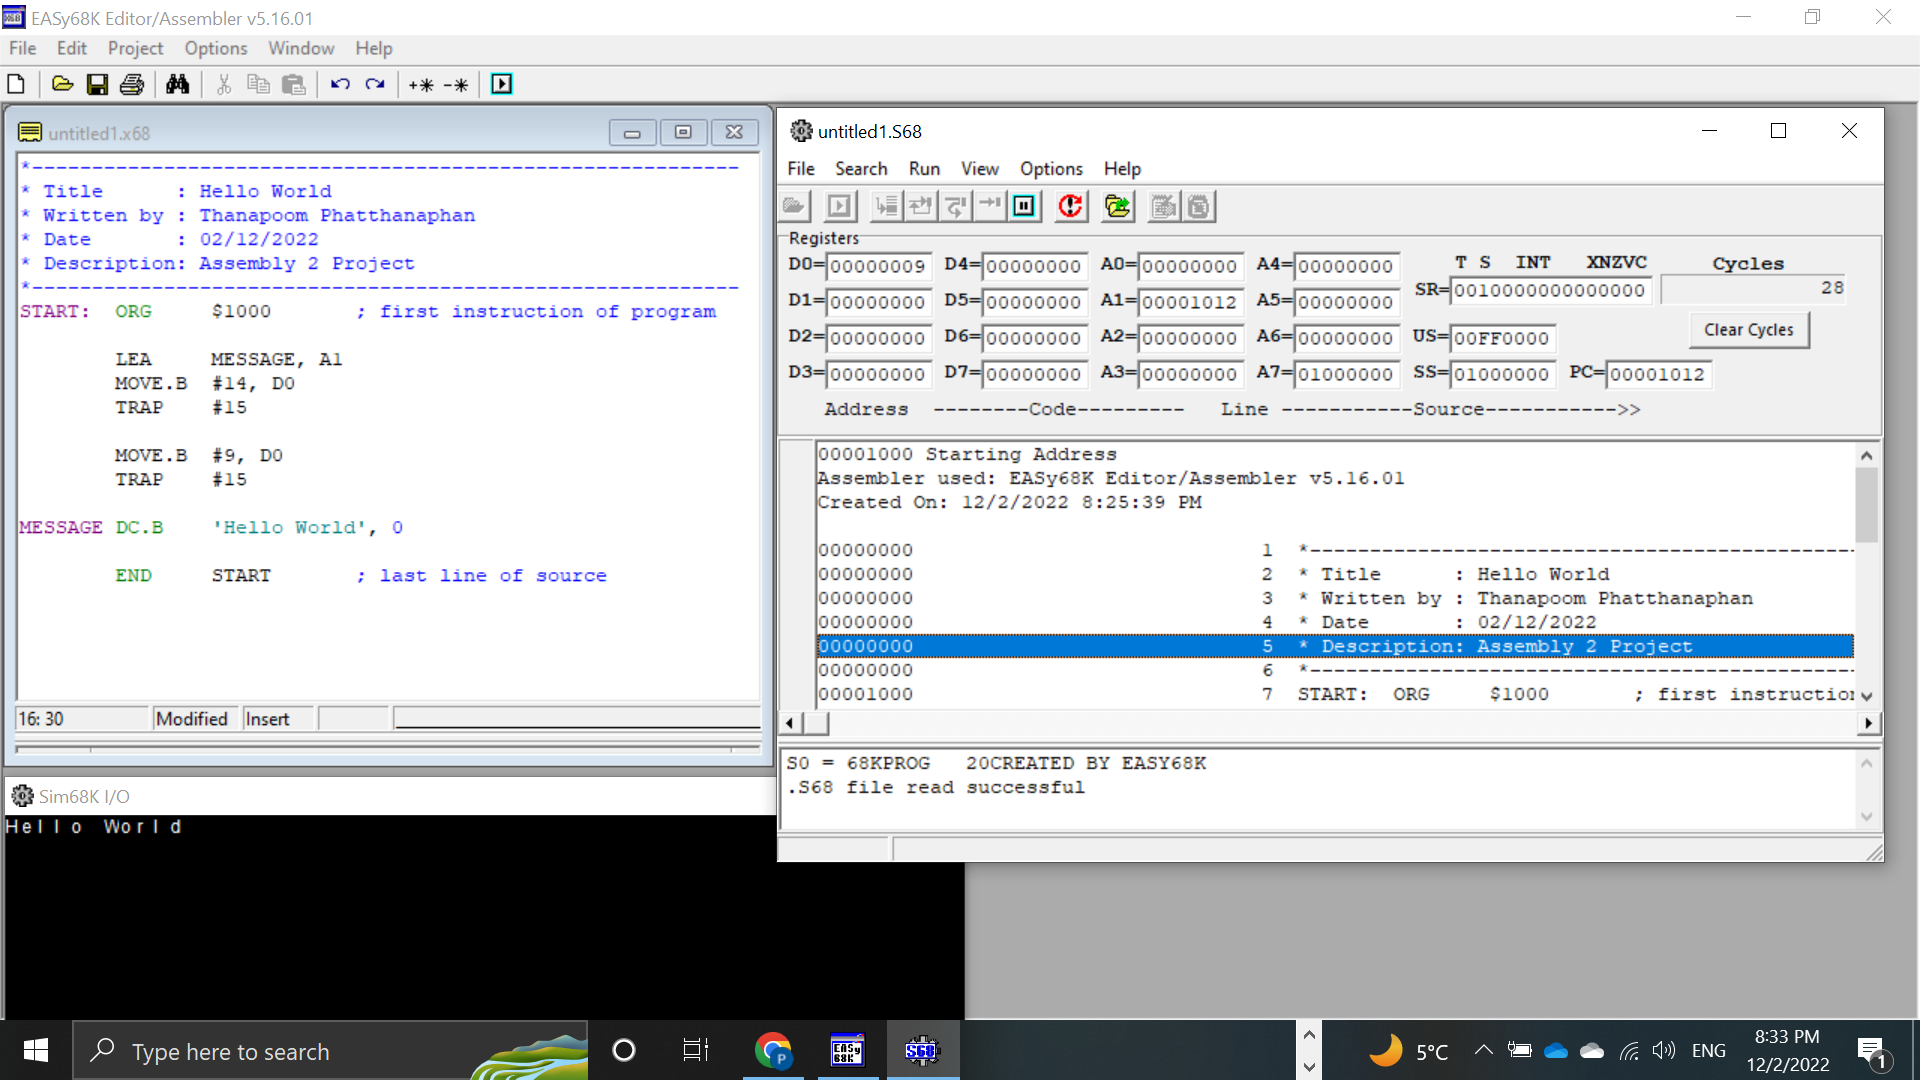 EASy68K Editor/Assembler v5.16.01
File Edit Project Options Window Help
untitled1.x68
*-----------------------------------------------------------
* Title      : Hello World
* Written by : Thanapoom Phatthanaphan
* Date       : 02/12/2022
* Description: Assembly 2 Project
*-----------------------------------------------------------
START:  ORG     $1000       ; first instruction of program
LEA     MESSAGE, A1
MOVE.B  #14, D0
TRAP    #15
MOVE.B  #9, D0
TRAP    #15
MESSAGE DC.B    'Hello World', 0
END     START       ; last line of source
16: 30 Modified Insert
Sim68K I/O
Hello World
untitled1.S68
File Search Run View Options Help
Registers
D0=00000009 D4=00000000 A0=00000000 A4=00000000 T S INT XNZVC Cycles
D1=00000000 D5=00000000 A1=00001012 A5=00000000 SR=0010000000000000 28
D2=00000000 D6=00000000 A2=00000000 A6=00000000 US=00FF0000 Clear Cycles
D3=00000000 D7=00000000 A3=00000000 A7=01000000 SS=01000000 PC=00001012
Address --------Code--------- Line -----------Source----------->>
00001000 Starting Address
Assembler used: EASy68K Editor/Assembler v5.16.01
Created On: 12/2/2022 8:25:39 PM
00000000 1 *----------------------------------------------
00000000 2 * Title      : Hello World
00000000 3 * Written by : Thanapoom Phatthanaphan
00000000 4 * Date       : 02/12/2022
00000000 5 * Description: Assembly 2 Project
00000000 6 *----------------------------------------------
00001000 7 START:  ORG     $1000       ; first instruction
S0 = 68KPROG   20CREATED BY EASY68K
.S68 file read successful
Type here to search
P
EASy
68K
S68
5°C
ENG
8:33 PM
12/2/2022
1